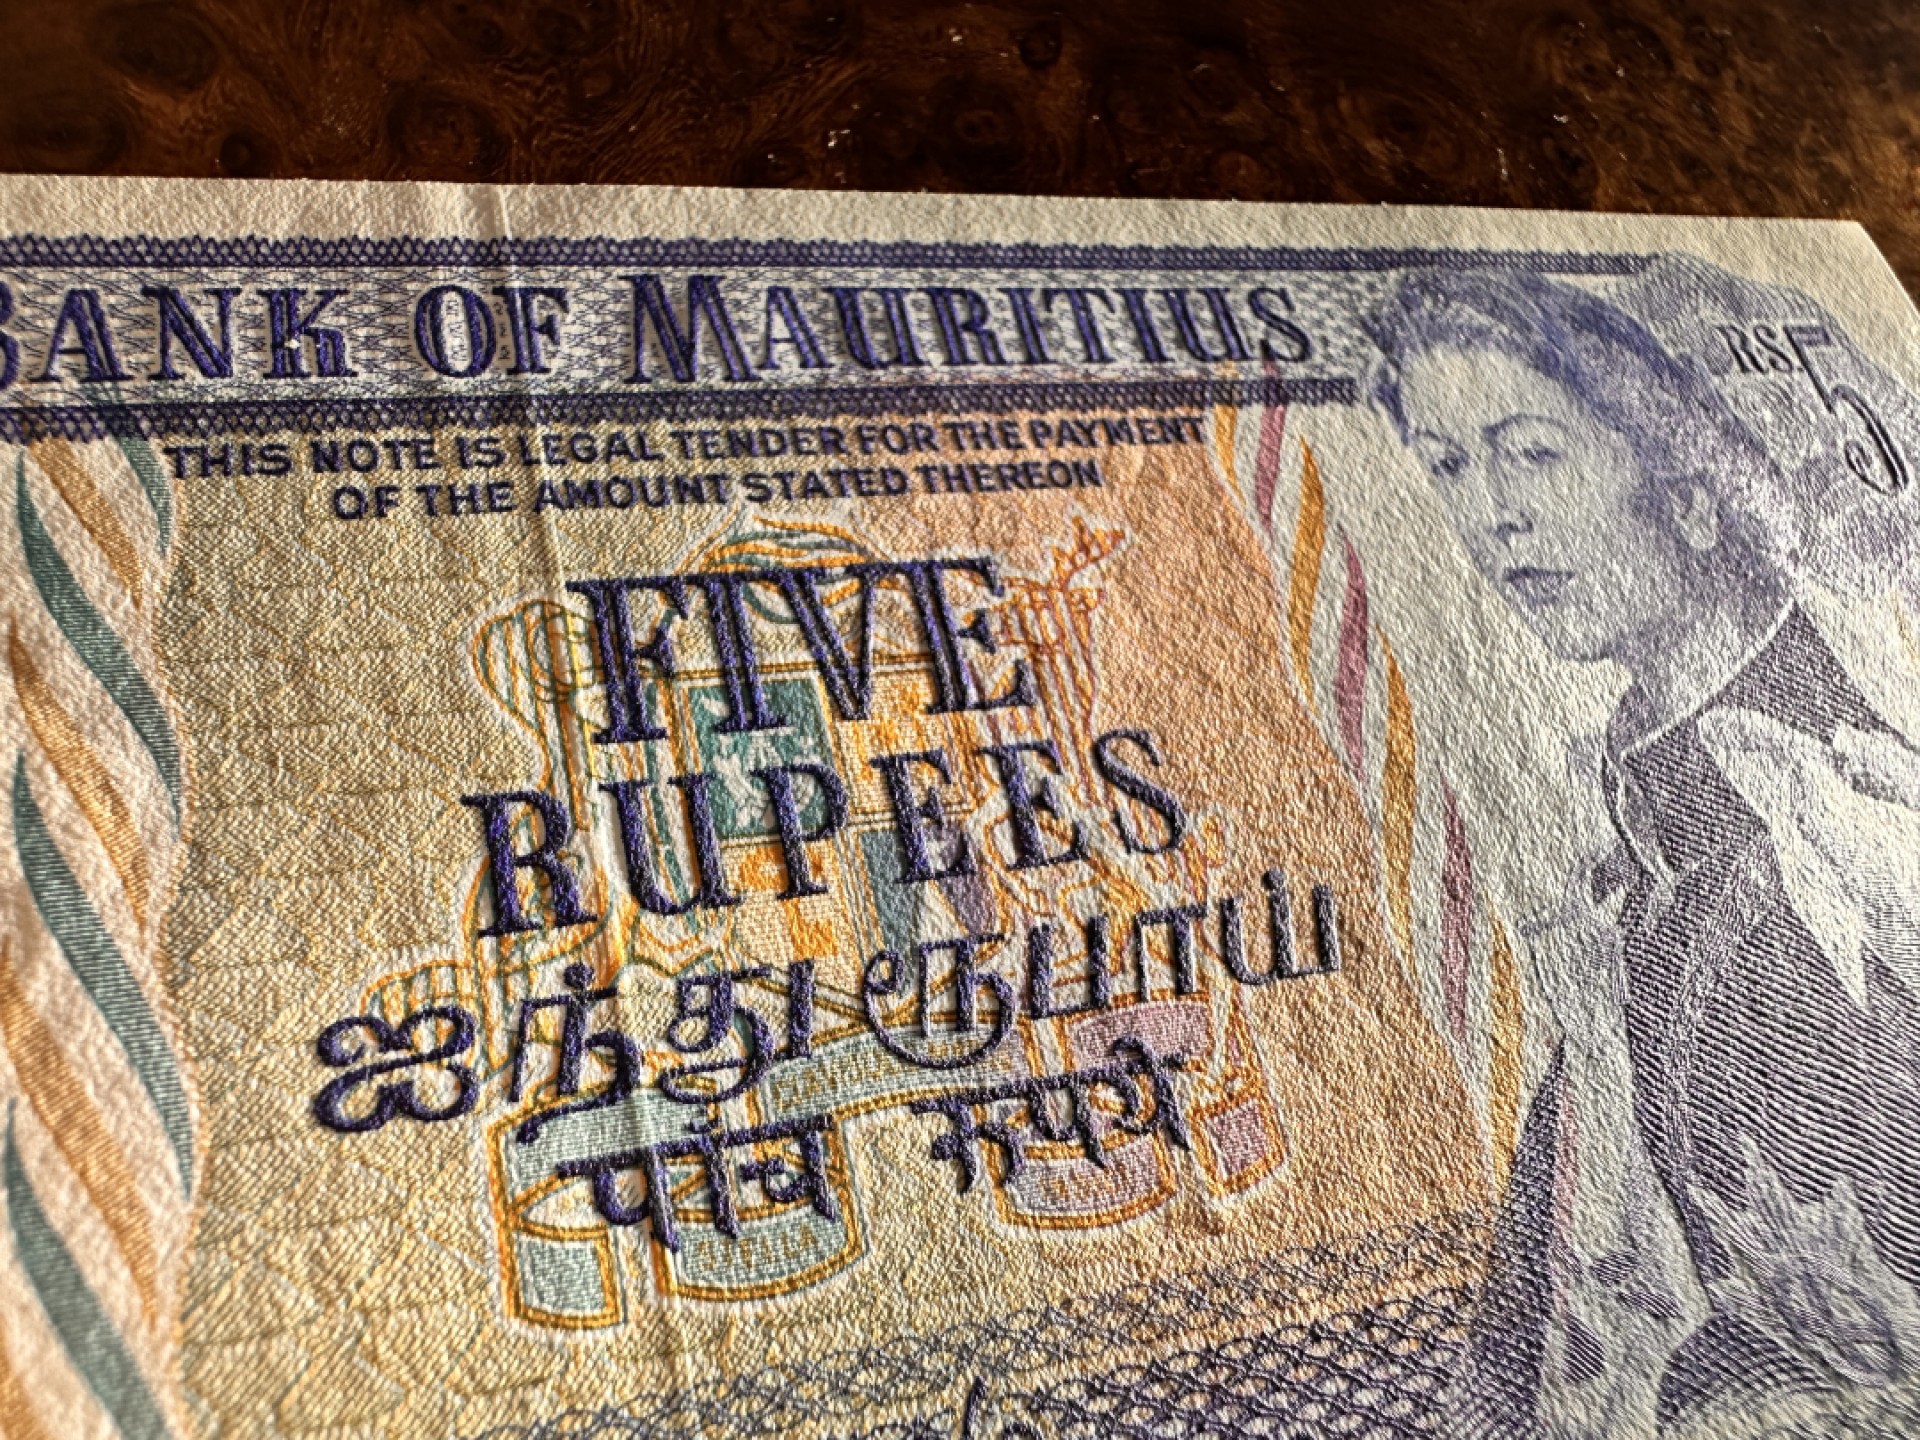 BANK OF MAURITIUS
RS. 5
THIS NOTE IS LEGAL TENDER FOR THE PAYMENT
OF THE AMOUNT STATED THEREON
FIVE
RUPEES
ஐந்து ரூபாய்
पांच रुपये
STELLA